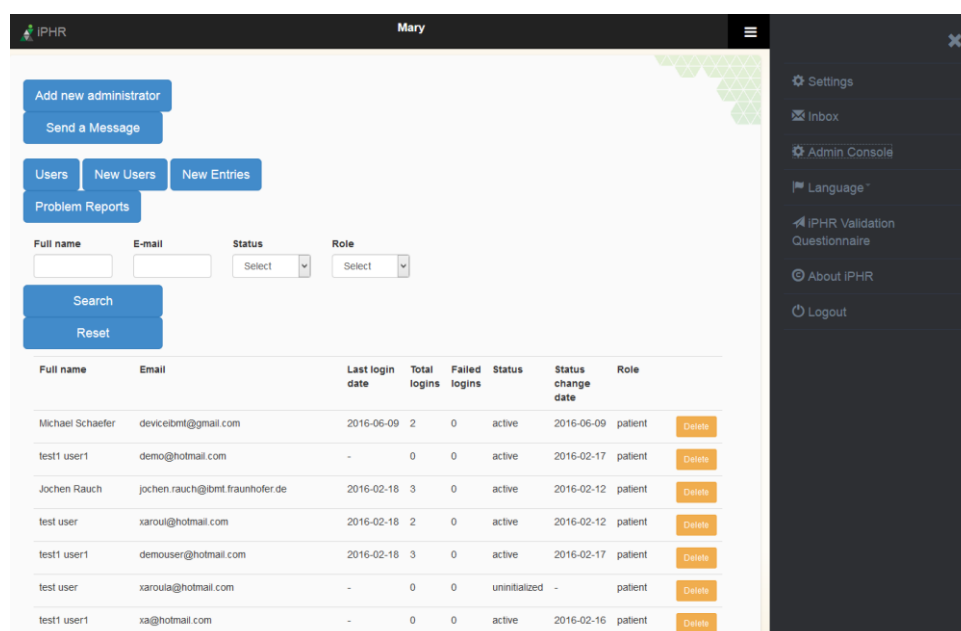 iPHR
Mary
Add new administrator
Send a Message
Users New Users New Entries
Problem Reports
Full name E-mail Status Role
Select Select
Search
Reset
Full name Email Last login date Total logins Failed logins Status Status change date Role
Michael Schaefer deviceibmt@gmail.com 2016-06-09 2 0 active 2016-06-09 patient Delete
test1 user1 demo@hotmail.com - 0 0 active 2016-02-17 patient Delete
Jochen Rauch jochen.rauch@ibmt.fraunhofer.de 2016-02-18 3 0 active 2016-02-12 patient Delete
test user xaroul@hotmail.com 2016-02-18 2 0 active 2016-02-12 patient Delete
test1 user1 demouser@hotmail.com 2016-02-18 3 0 active 2016-02-17 patient Delete
test user xaroula@hotmail.com - 0 0 uninitialized - patient Delete
test1 user1 xa@hotmail.com - 0 0 active 2016-02-16 patient Delete
Settings
Inbox
Admin Console
Language
iPHR Validation
Questionnaire
About iPHR
Logout